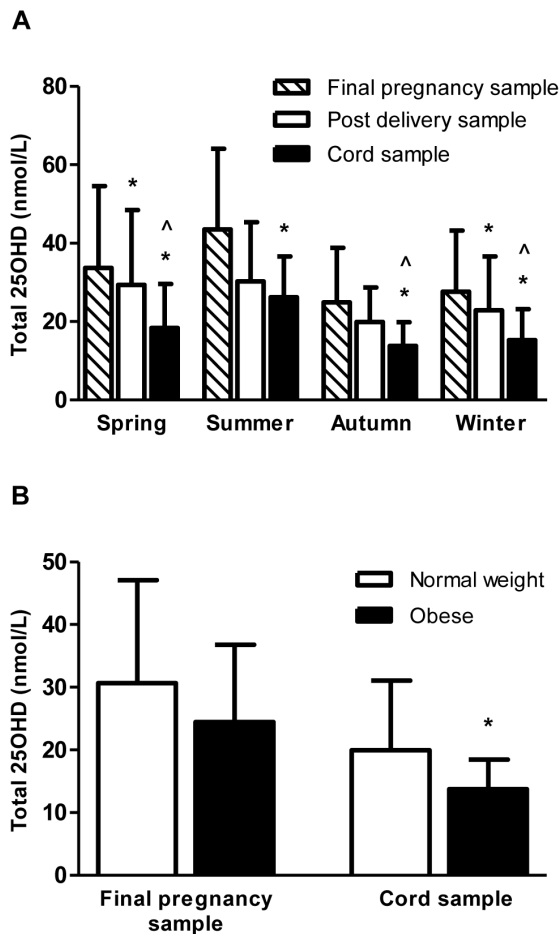 A
Total 25OHD (nmol/L)
80
60
40
20
0
Final pregnancy sample
Post delivery sample
Cord sample
*
^
*
*
^
*
*
^
*
Spring
Summer
Autumn
Winter
B
Total 25OHD (nmol/L)
50
40
30
20
10
0
Normal weight
Obese
*
Final pregnancy
sample
Cord sample